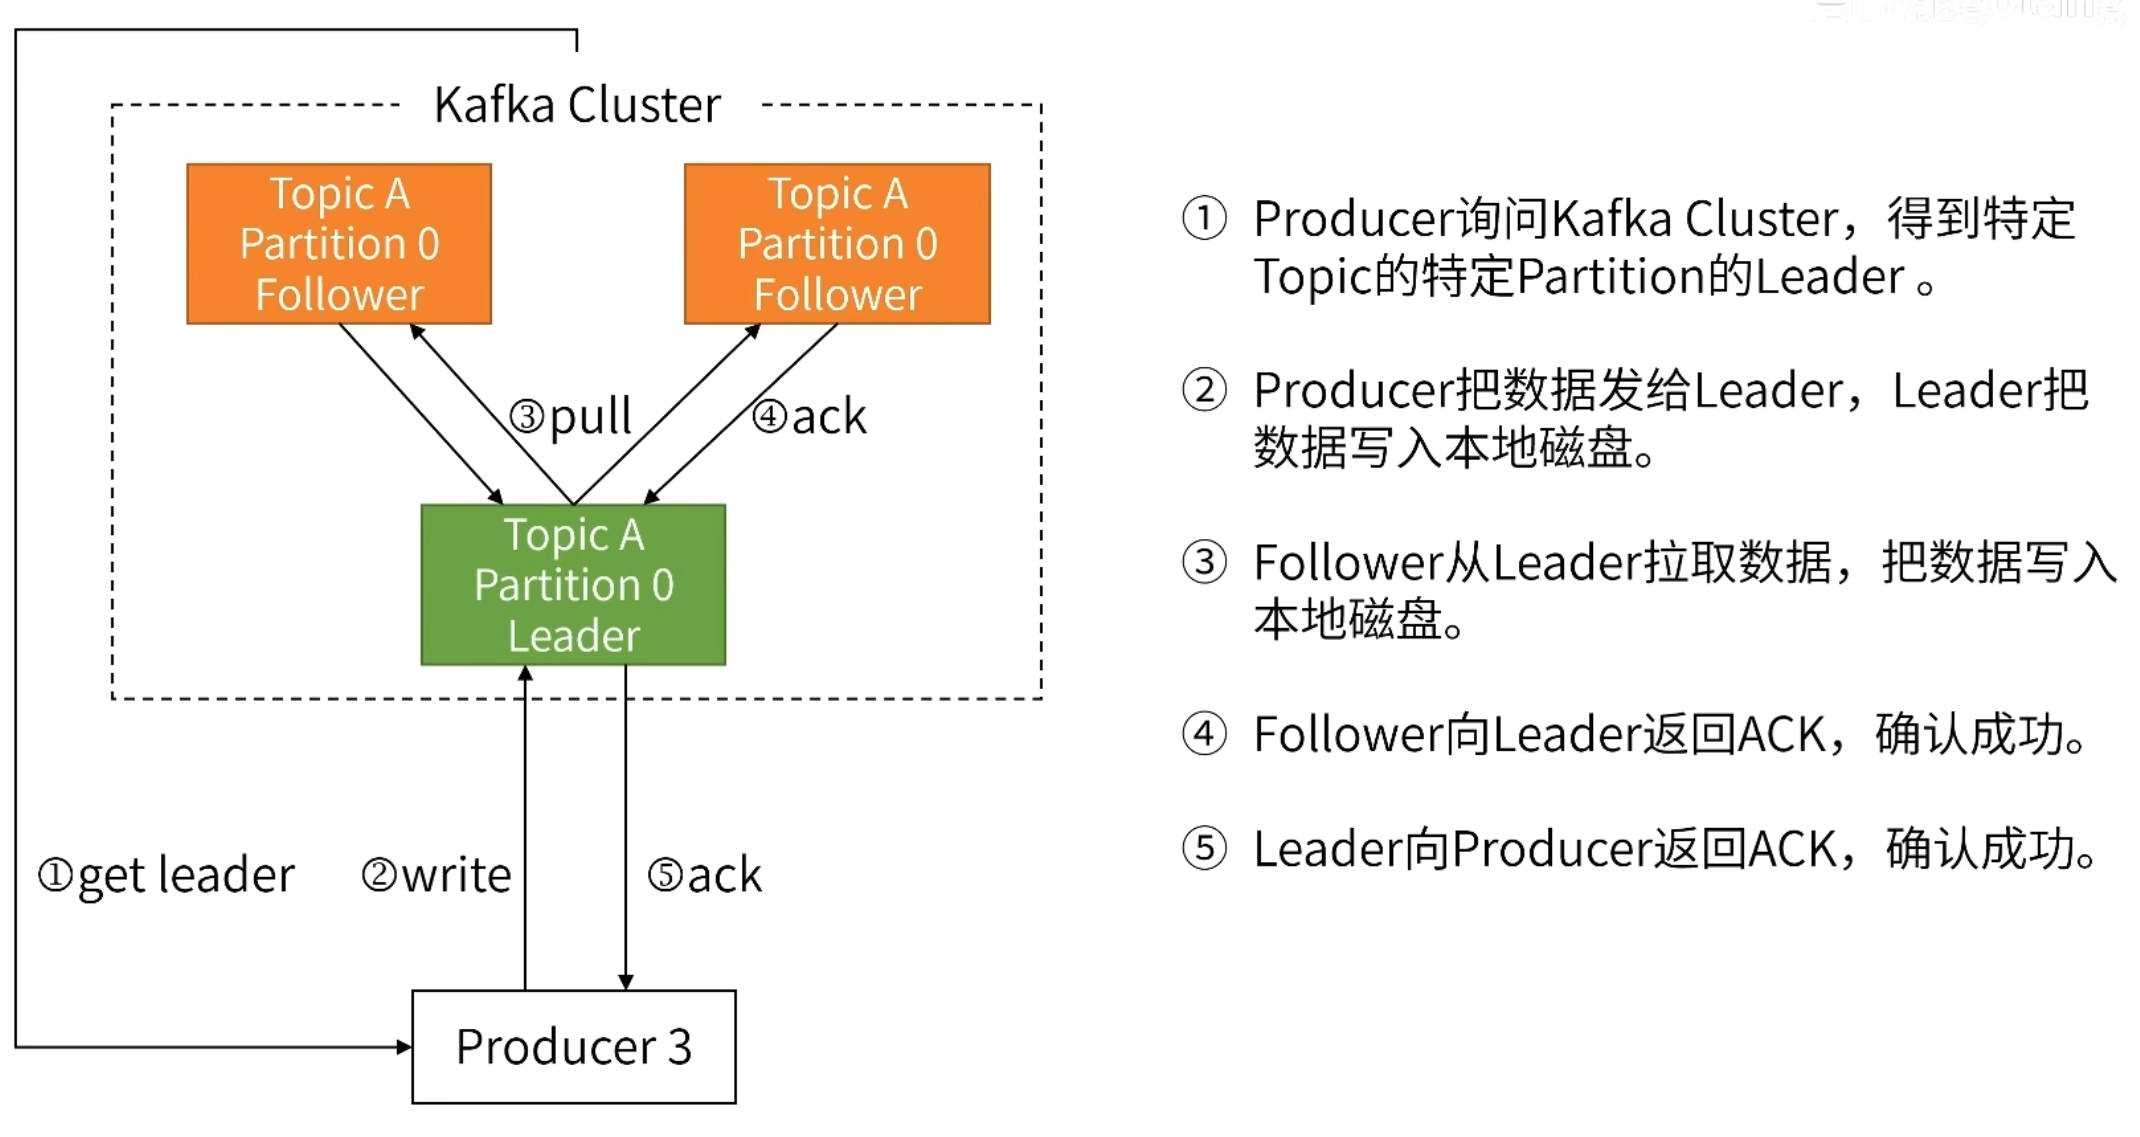 Kafka Cluster
Topic A
Partition 0
Follower
Topic A
Partition 0
Follower
③pull
④ack
Topic A
Partition 0
Leader
①get leader
②write
⑤ack
Producer 3
① Producer询问Kafka Cluster，得到特定
Topic的特定Partition的Leader 。
② Producer把数据发给Leader，Leader把
数据写入本地磁盘。
③ Follower从Leader拉取数据，把数据写入
本地磁盘。
④ Follower向Leader返回ACK，确认成功。
⑤ Leader向Producer返回ACK，确认成功。